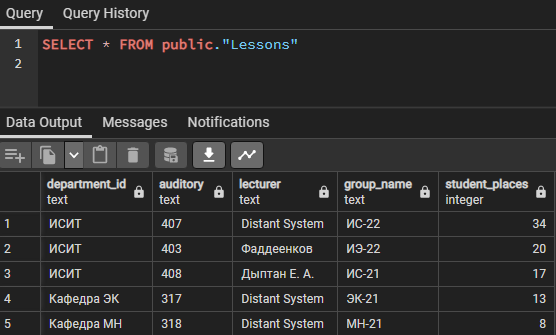 Query Query History
1 SELECT * FROM public."Lessons"
2
Data Output Messages Notifications
department_id auditory lecturer group_name student_places
text text text text integer
1 ИСИТ 407 Distant System ИС-22 34
2 ИСИТ 403 Фаддеенков ИЭ-22 20
3 ИСИТ 408 Дыптан Е. А. ИС-21 17
4 Кафедра ЭК 317 Distant System ЭК-21 13
5 Кафедра МН 318 Distant System МН-21 8